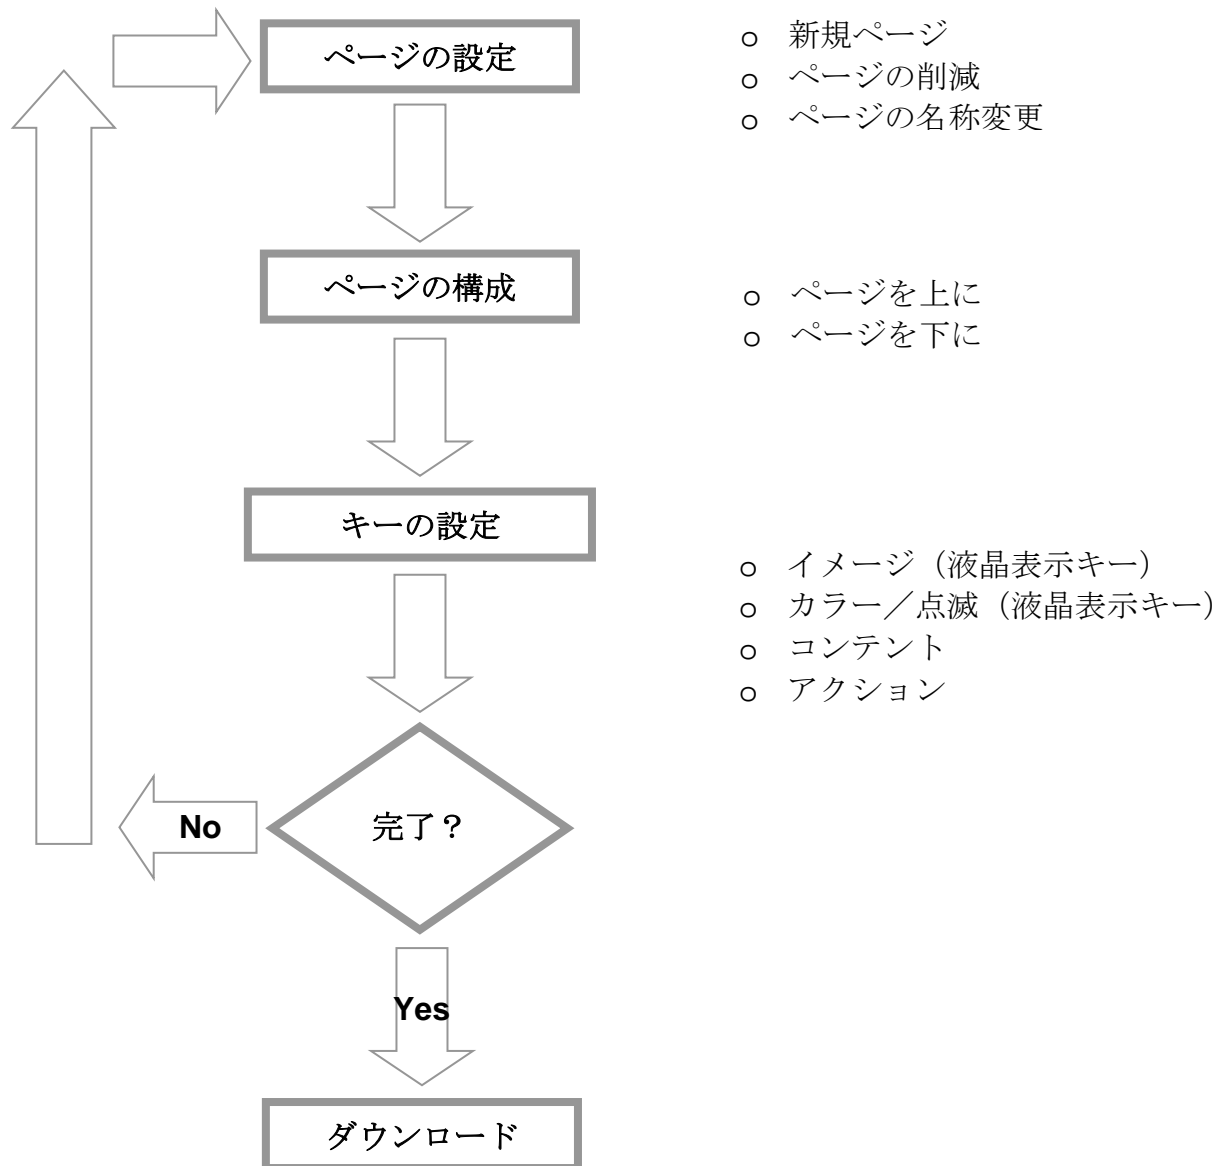 ページの設定
o 新規ページ
o ページの削減
o ページの名称変更
ページの構成
o ページを上に
o ページを下に
キーの設定
o イメージ（液晶表示キー）
o カラー／点滅（液晶表示キー）
o コンテント
o アクション
完了？
No
Yes
ダウンロード